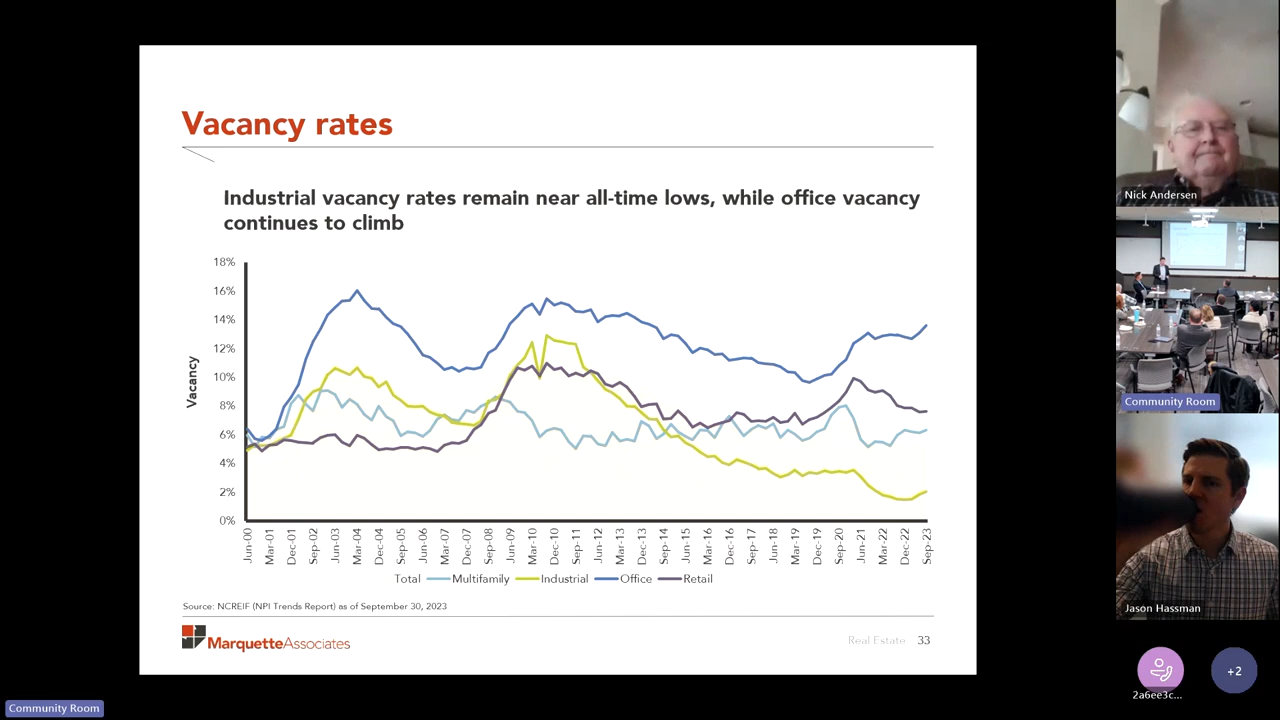 Vacancy rates
Industrial vacancy rates remain near all-time lows, while office vacancy
continues to climb
Vacancy
18%
16%
14%
12%
10%
8%
6%
4%
2%
0%
Jun-00
Mar-01
Dec-01
Sep-02
Jun-03
Mar-04
Dec-04
Sep-05
Jun-06
Mar-07
Dec-07
Sep-08
Jun-09
Mar-10
Dec-10
Sep-11
Jun-12
Mar-13
Dec-13
Sep-14
Jun-15
Mar-16
Dec-16
Sep-17
Jun-18
Mar-19
Dec-19
Sep-20
Jun-21
Mar-22
Dec-22
Sep-23
Total Multifamily Industrial Office Retail
Source: NCREIF (NPI Trends Report) as of September 30, 2023
MarquetteAssociates
Real Estate 33
Nick Andersen
Community Room
Jason Hassman
2a6ee3c...
+2
Community Room